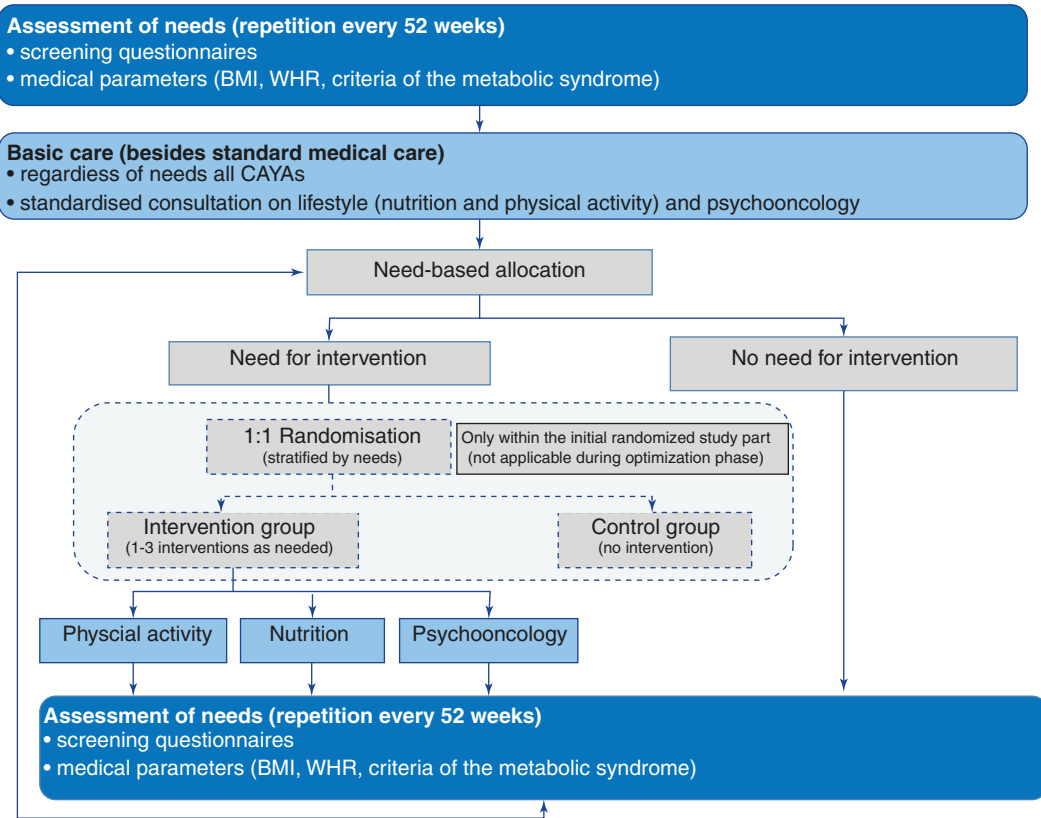 Assessment of needs (repetition every 52 weeks)
• screening questionnaires
• medical parameters (BMI, WHR, criteria of the metabolic syndrome)
Basic care (besides standard medical care)
• regardiess of needs all CAYAs
• standardised consultation on lifestyle (nutrition and physical activity) and psychooncology
Need-based allocation
Need for intervention
No need for intervention
1:1 Randomisation
(stratified by needs)
Only within the initial randomized study part
(not applicable during optimization phase)
Intervention group
(1-3 interventions as needed)
Control group
(no intervention)
Physcial activity
Nutrition
Psychooncology
Assessment of needs (repetition every 52 weeks)
• screening questionnaires
• medical parameters (BMI, WHR, criteria of the metabolic syndrome)